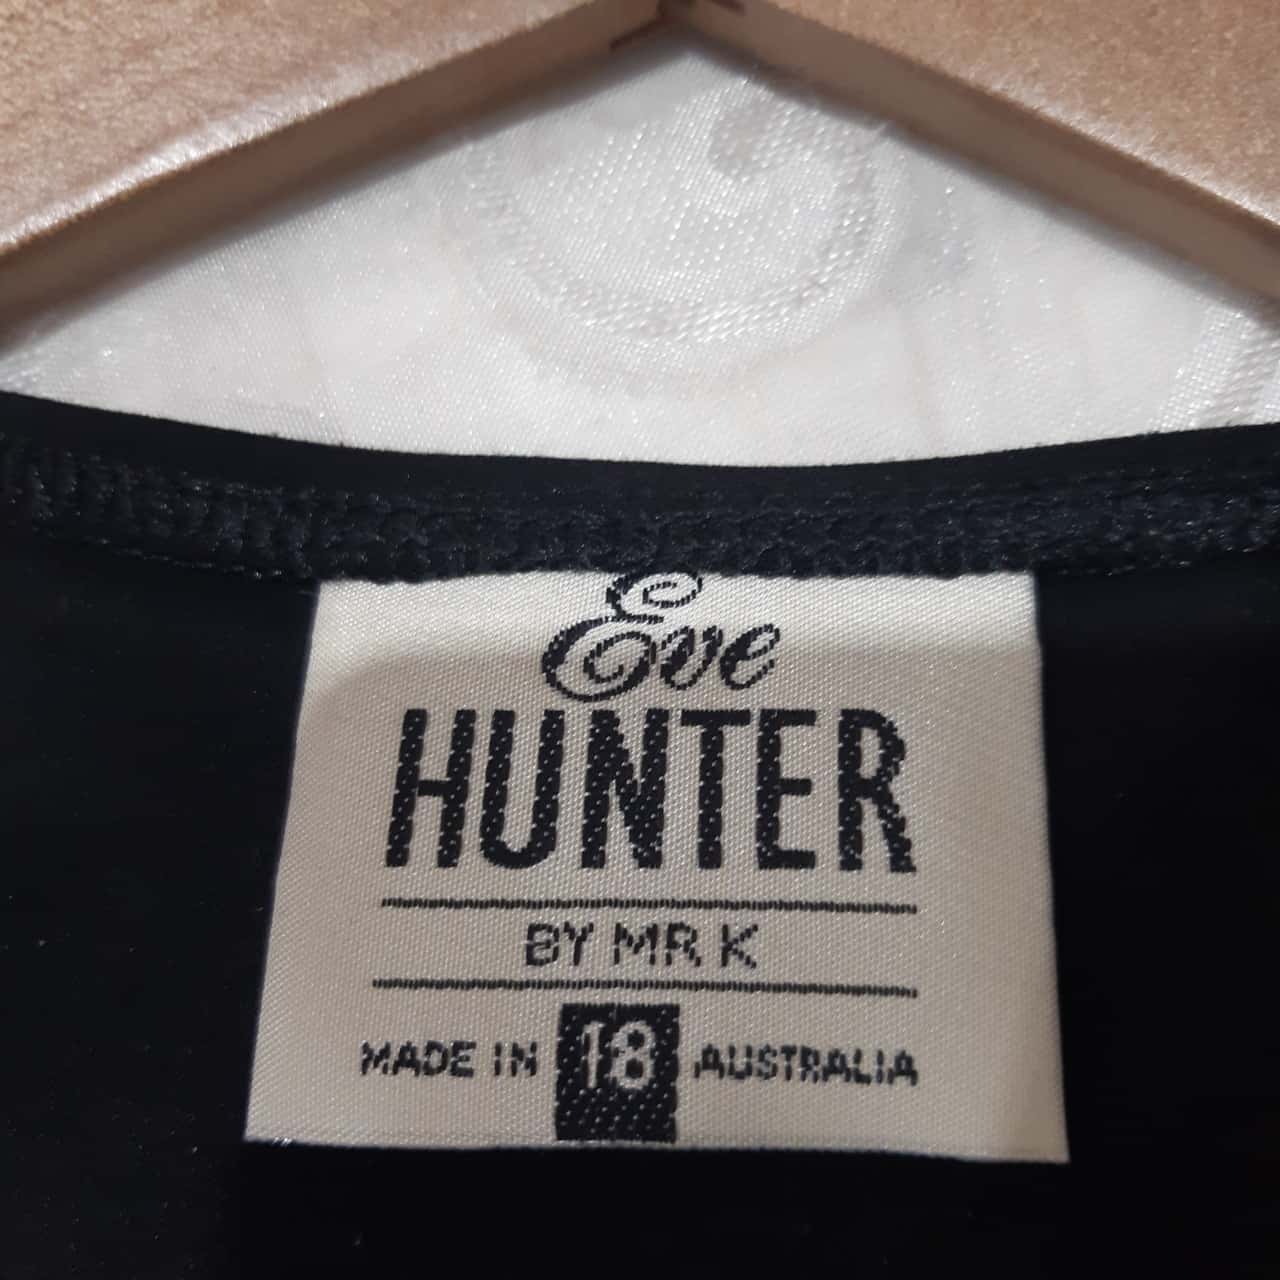 Eve
HUNTER
BY MR K
MADE IN 18 AUSTRALIA